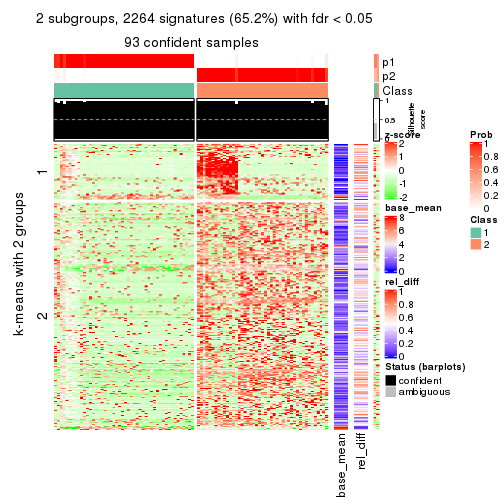 2 subgroups, 2264 signatures (65.2%) with fdr < 0.05
93 confident samples
p1
p2
Class
1
0.5
0
Silhouette
score
k-means with 2 groups
1
2
base_mean
rel_diff
z-score
2
1
0
-1
-2
base_mean
8
6
4
2
0
rel_diff
1
0.8
0.6
0.4
0.2
0
Status (barplots)
confident
ambiguous
Prob
1
0.8
0.6
0.4
0.2
0
Class
1
2